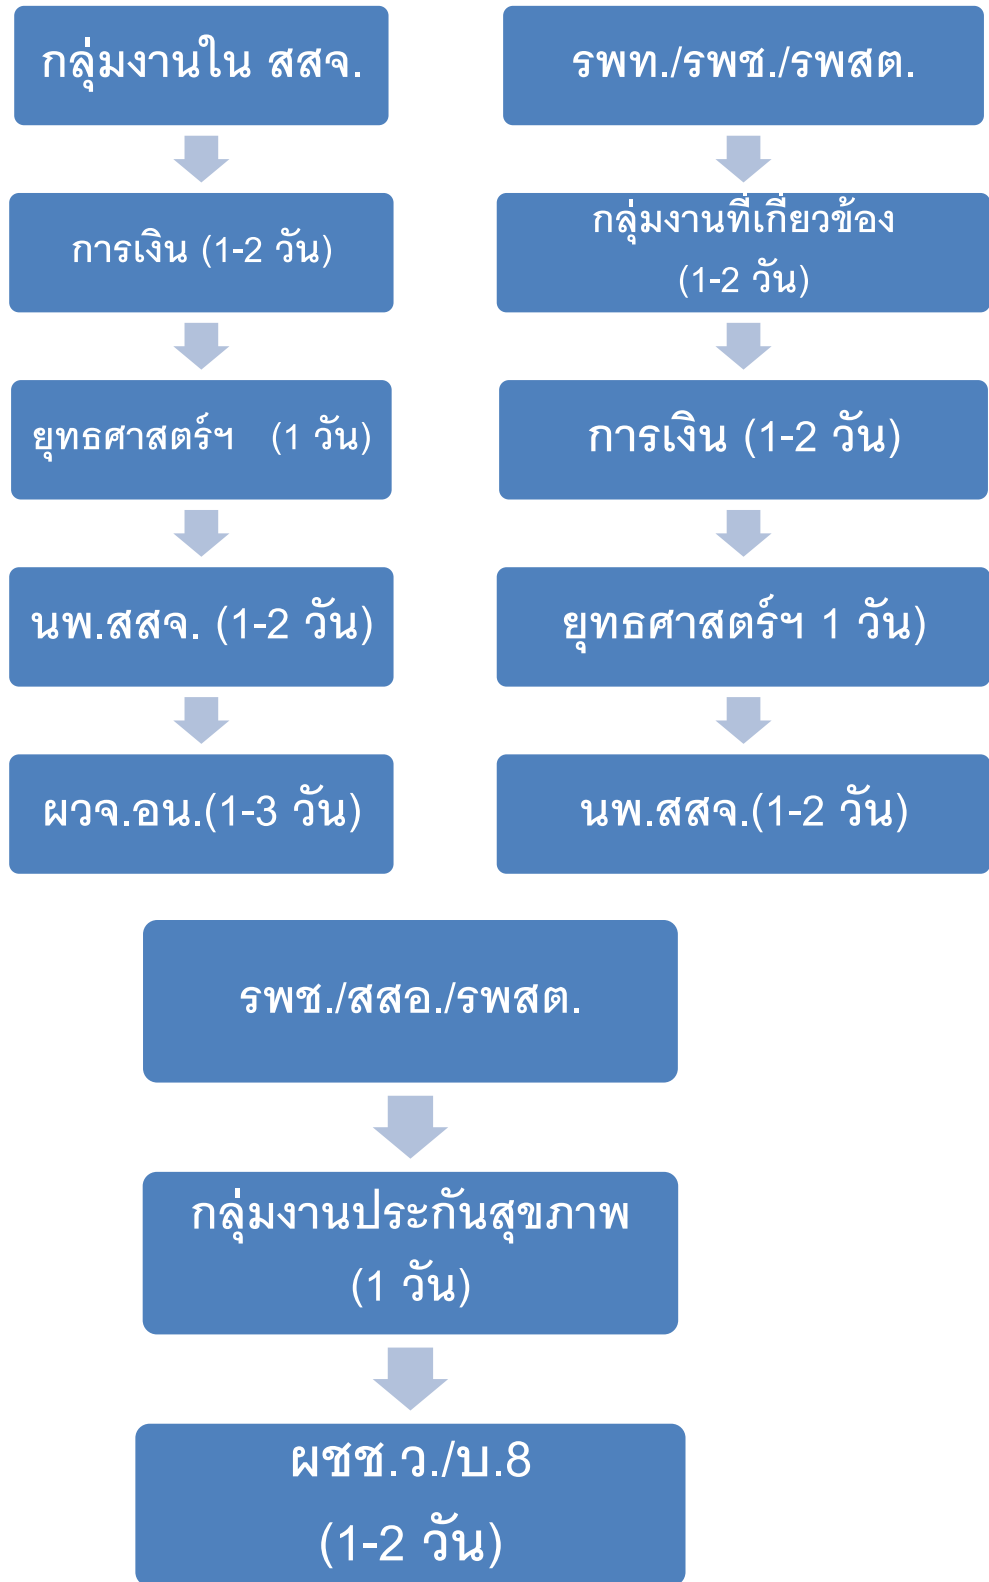 กลุ่มงานใน สสจ.
การเงิน (1-2 วัน)
ยุทธศาสตร์ฯ (1 วัน)
นพ.สสจ. (1-2 วัน)
ผวจ.อน.(1-3 วัน)
รพท./รพช./รพสต.
กลุ่มงานที่เกี่ยวข้อง
(1-2 วัน)
การเงิน (1-2 วัน)
ยุทธศาสตร์ฯ 1 วัน)
นพ.สสจ.(1-2 วัน)
รพช./สสอ./รพสต.
กลุ่มงานประกันสุขภาพ
(1 วัน)
ผชช.ว./บ.8
(1-2 วัน)